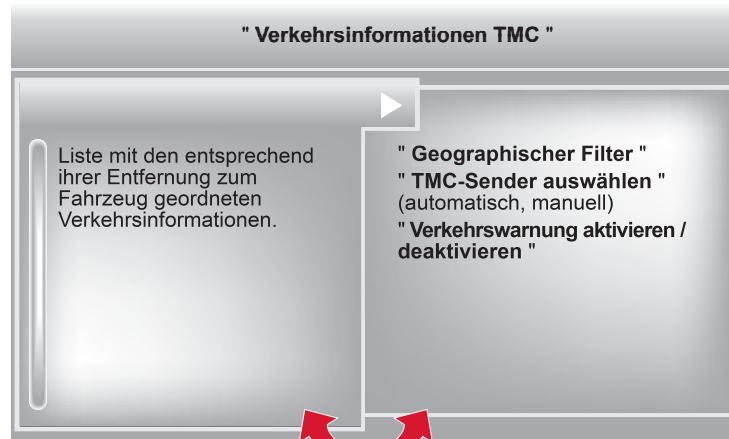 " Verkehrsinformationen TMC "
Liste mit den entsprechend
ihrer Entfernung zum
Fahrzeug geordneten
Verkehrsinformationen.
" Geographischer Filter "
" TMC-Sender auswählen "
(automatisch, manuell)
" Verkehrswarnung aktivieren /
deaktivieren "